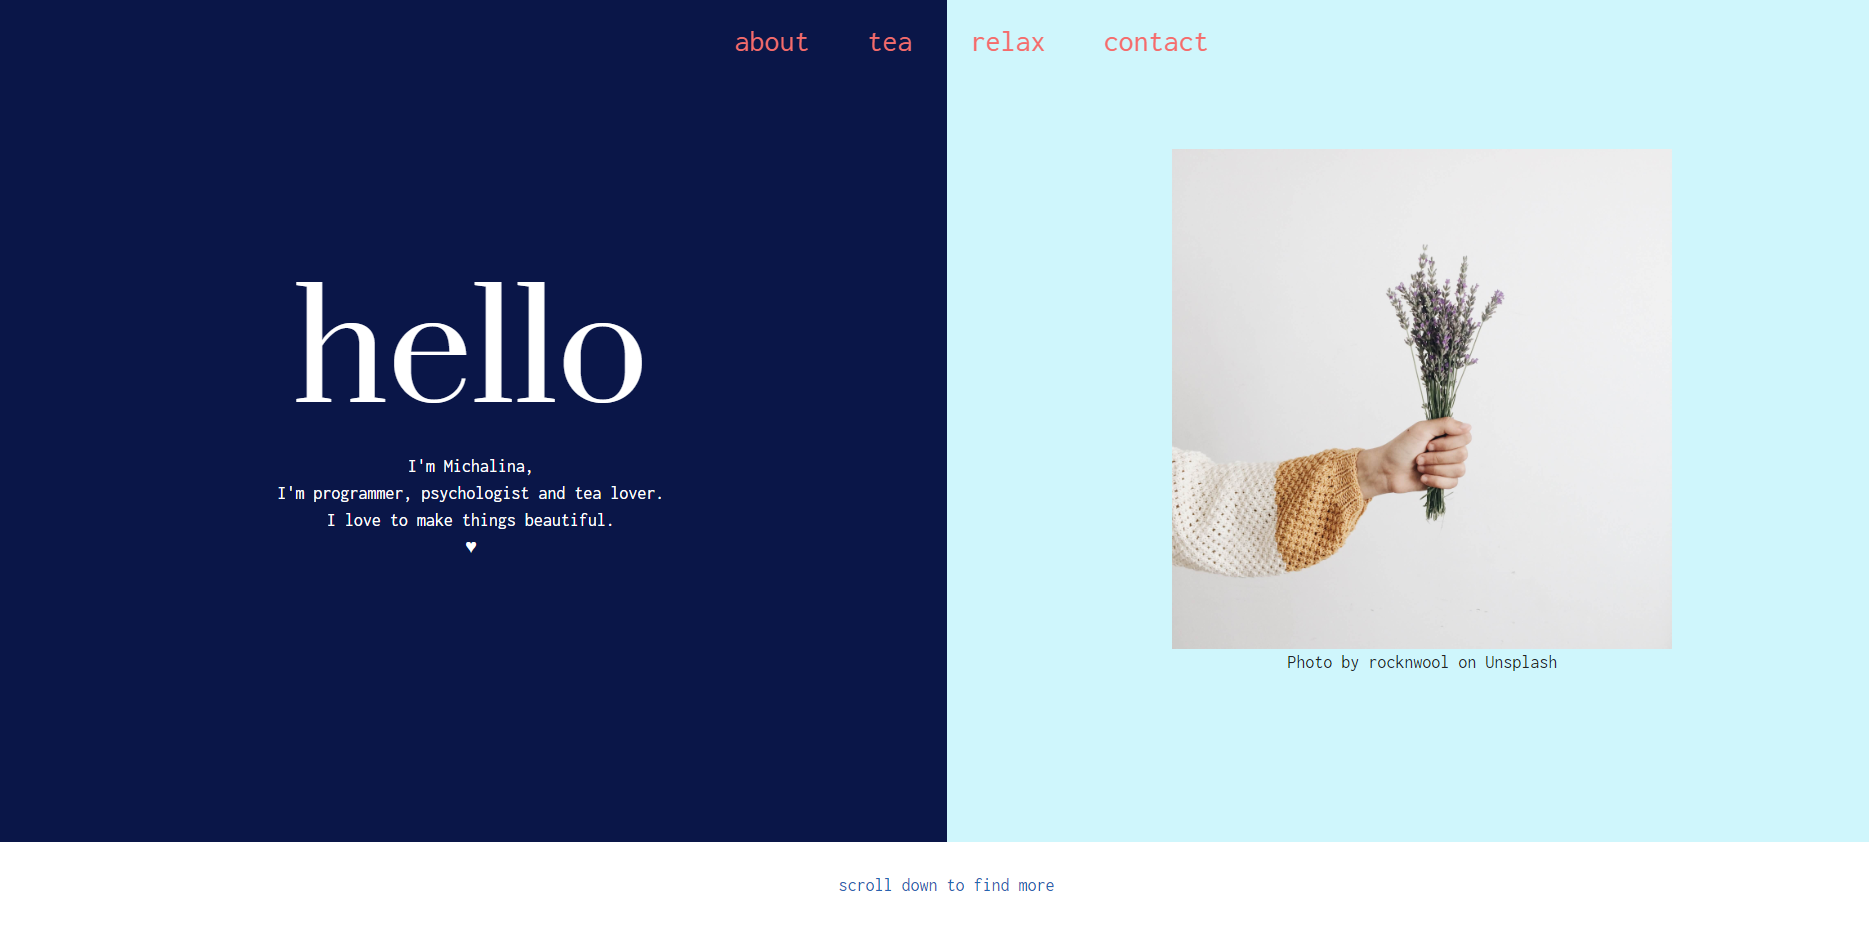 about tea relax contact
hello
I'm Michalina,
I'm programmer, psychologist and tea lover.
I love to make things beautiful.
♥
Photo by rocknwool on Unsplash
scroll down to find more